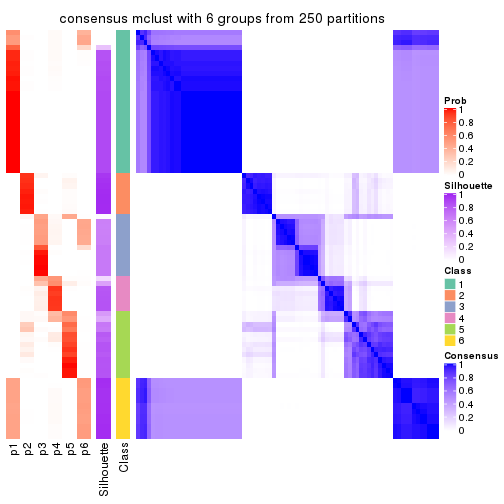 consensus mclust with 6 groups from 250 partitions
Prob
1
0.8
0.6
0.4
0.2
0
Silhouette
1
0.8
0.6
0.4
0.2
0
Class
1
2
3
4
5
6
Consensus
1
0.8
0.6
0.4
0.2
0
p1
p2
p3
p4
p5
p6
Silhouette
Class